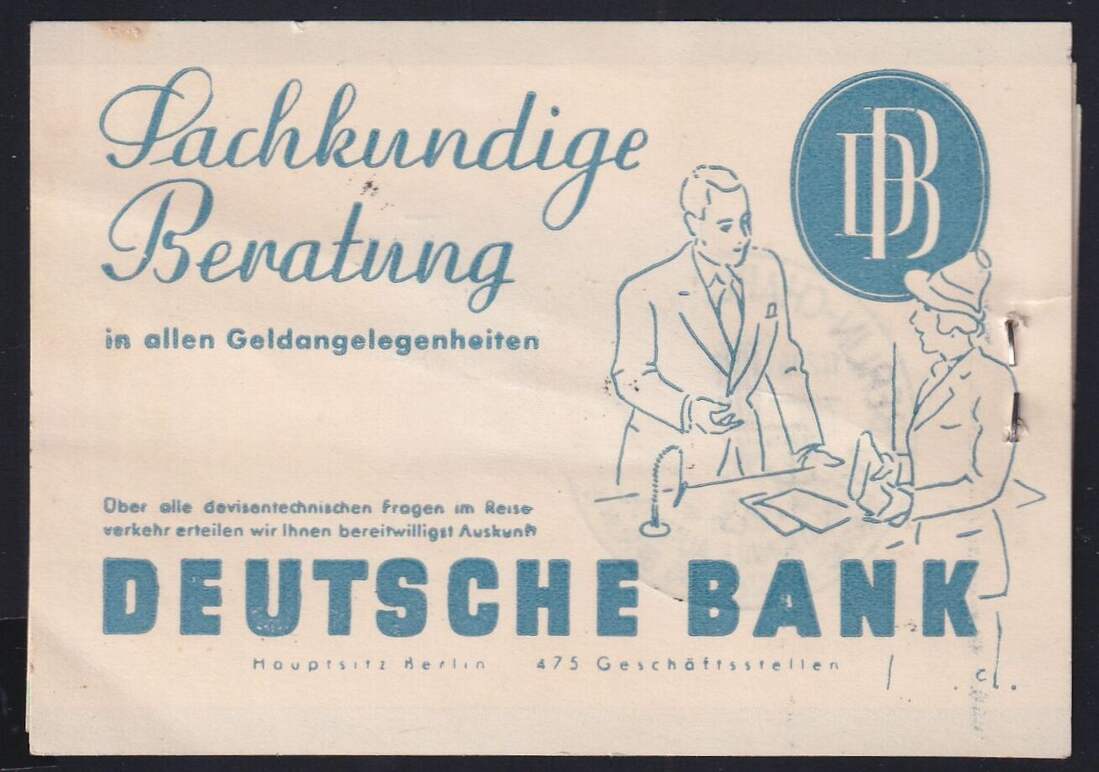 Sachkundige
Beratung
in allen Geldangelegenheiten
DB
Über alle devisentechnischen Fragen im Reise-
verkehr erteilen wir Ihnen bereitwilligst Auskunft
DEUTSCHE BANK
Hauptsitz Berlin 475 Geschäftsstellen